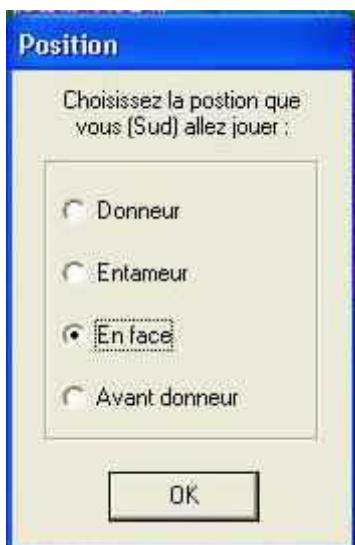 Position
Choisissez la postion que
vous (Sud) allez jouer :
Donneur
Entameur
En face
Avant donneur
OK